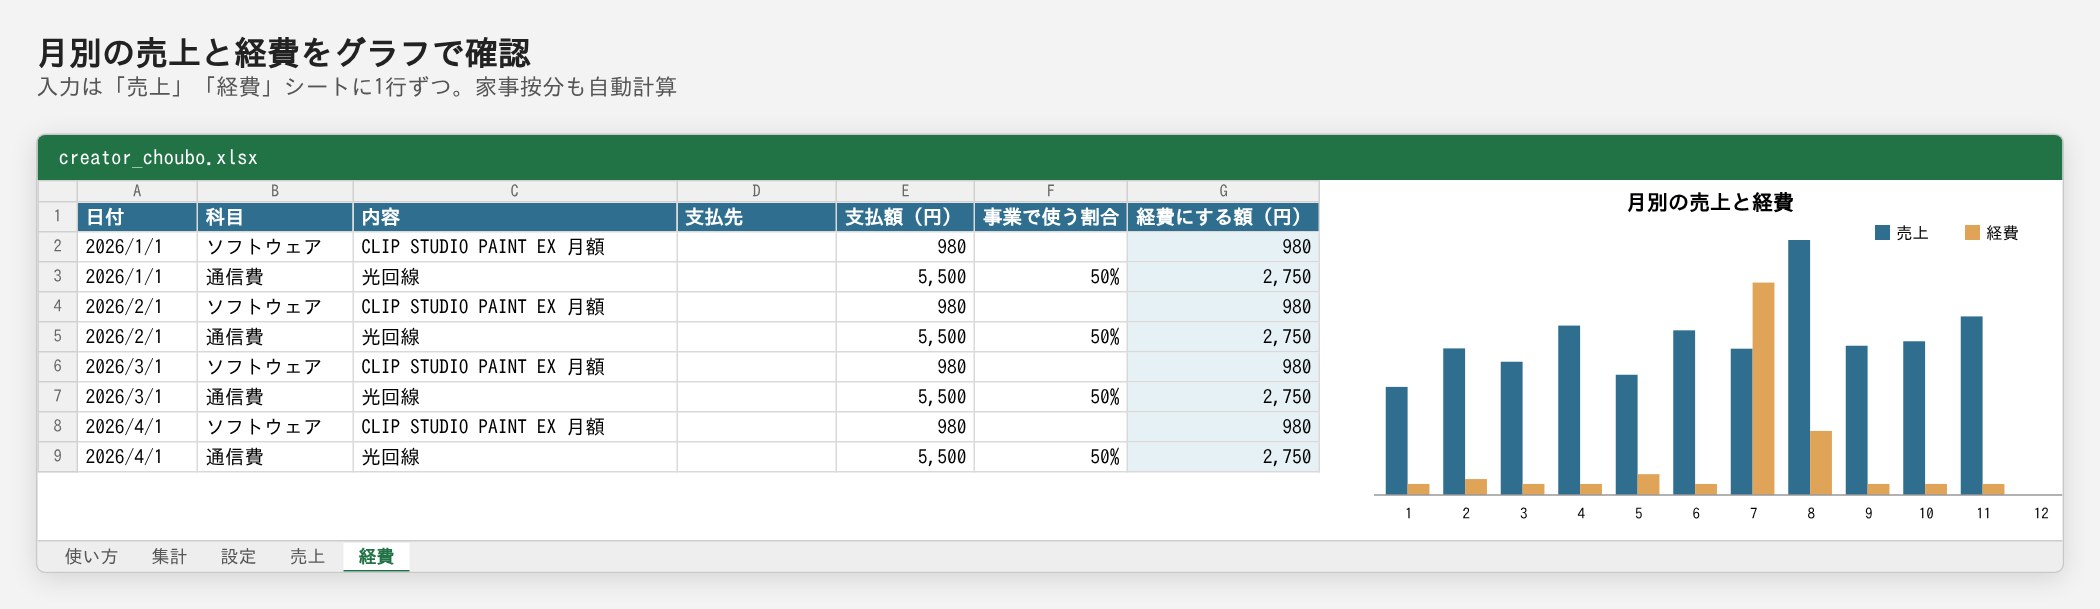 月別の売上と経費をグラフで確認
入力は「売上」「経費」シートに1行ずつ。家事按分も自動計算
creator_choubo.xlsx
A B C D E F G
1 日付 科目 内容 支払先 支払額（円） 事業で使う割合 経費にする額（円）
2 2026/1/1 ソフトウェア CLIP STUDIO PAINT EX 月額 980 980
3 2026/1/1 通信費 光回線 5,500 50% 2,750
4 2026/2/1 ソフトウェア CLIP STUDIO PAINT EX 月額 980 980
5 2026/2/1 通信費 光回線 5,500 50% 2,750
6 2026/3/1 ソフトウェア CLIP STUDIO PAINT EX 月額 980 980
7 2026/3/1 通信費 光回線 5,500 50% 2,750
8 2026/4/1 ソフトウェア CLIP STUDIO PAINT EX 月額 980 980
9 2026/4/1 通信費 光回線 5,500 50% 2,750
月別の売上と経費
売上 経費
1 2 3 4 5 6 7 8 9 10 11 12
使い方 集計 設定 売上 経費